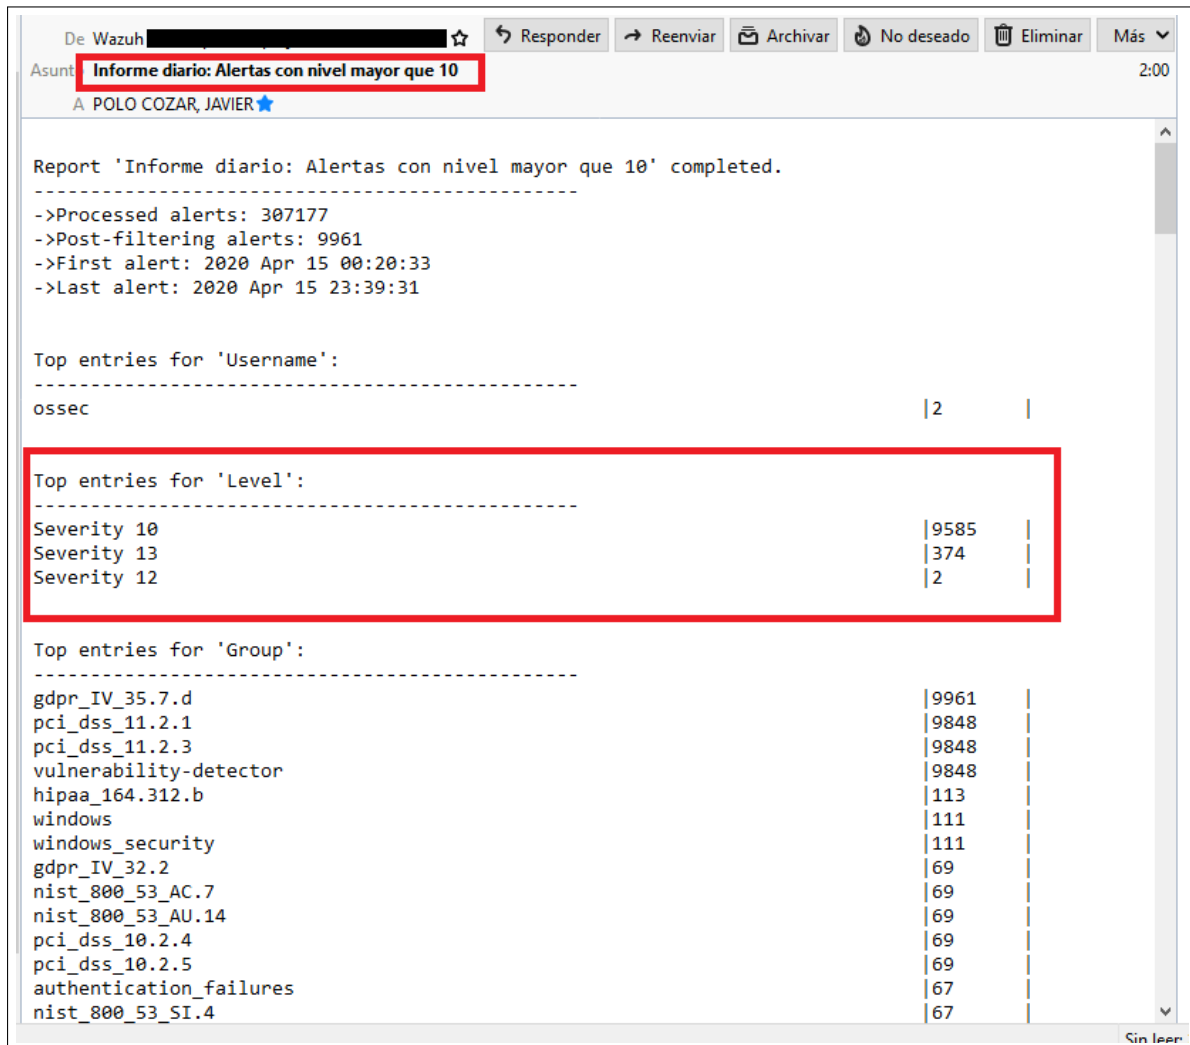 De Wazuh Responder Reenviar Archivar No deseado Eliminar Más
Asunt Informe diario: Alertas con nivel mayor que 10 2:00
A POLO COZAR, JAVIER
Report 'Informe diario: Alertas con nivel mayor que 10' completed.
------------------------------------------------
->Processed alerts: 307177
->Post-filtering alerts: 9961
->First alert: 2020 Apr 15 00:20:33
->Last alert: 2020 Apr 15 23:39:31
Top entries for 'Username':
------------------------------------------------
ossec |2 |
Top entries for 'Level':
------------------------------------------------
Severity 10 |9585 |
Severity 13 |374 |
Severity 12 |2 |
Top entries for 'Group':
------------------------------------------------
gdpr_IV_35.7.d |9961 |
pci_dss_11.2.1 |9848 |
pci_dss_11.2.3 |9848 |
vulnerability-detector |9848 |
hipaa_164.312.b |113 |
windows |111 |
windows_security |111 |
gdpr_IV_32.2 |69 |
nist_800_53_AC.7 |69 |
nist_800_53_AU.14 |69 |
pci_dss_10.2.4 |69 |
pci_dss_10.2.5 |69 |
authentication_failures |67 |
nist_800_53_SI.4 |67 |
Sin leer: